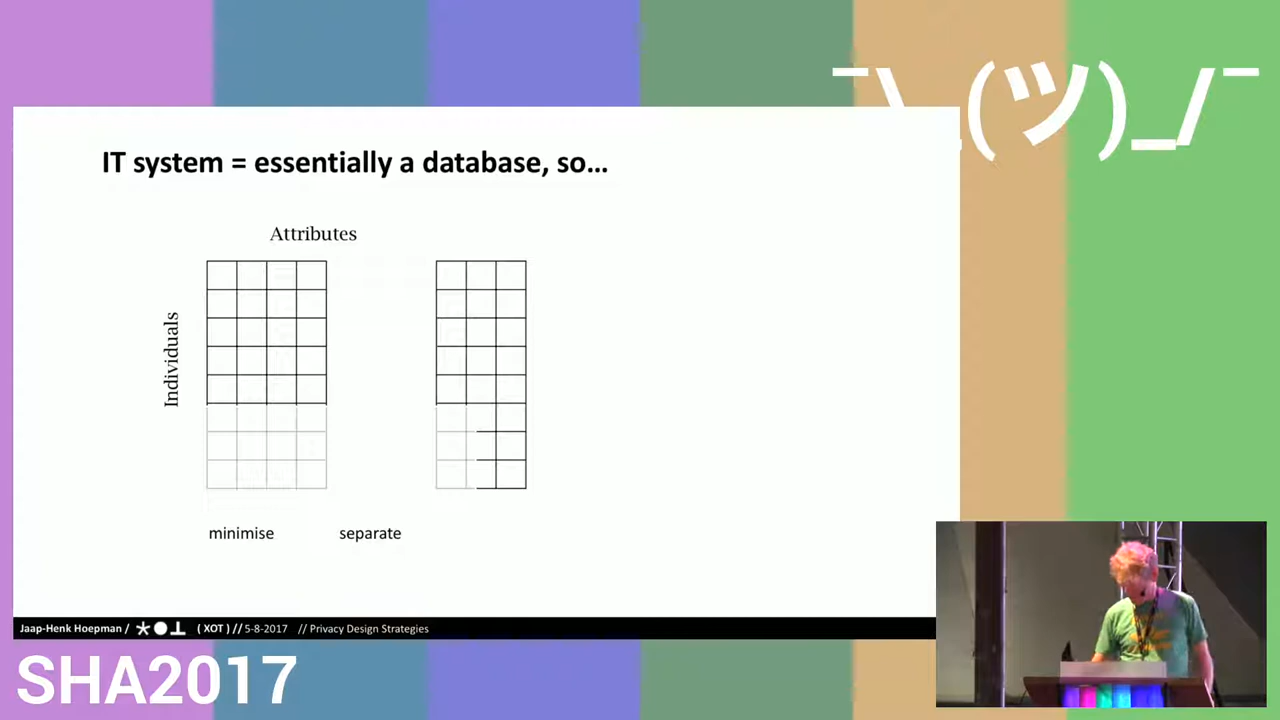 ¯\_(ツ)_/¯
IT system = essentially a database, so...
Attributes
Individuals
minimise separate
Jaap-Henk Hoepman / ( XOT ) // 5-8-2017 // Privacy Design Strategies
SHA2017